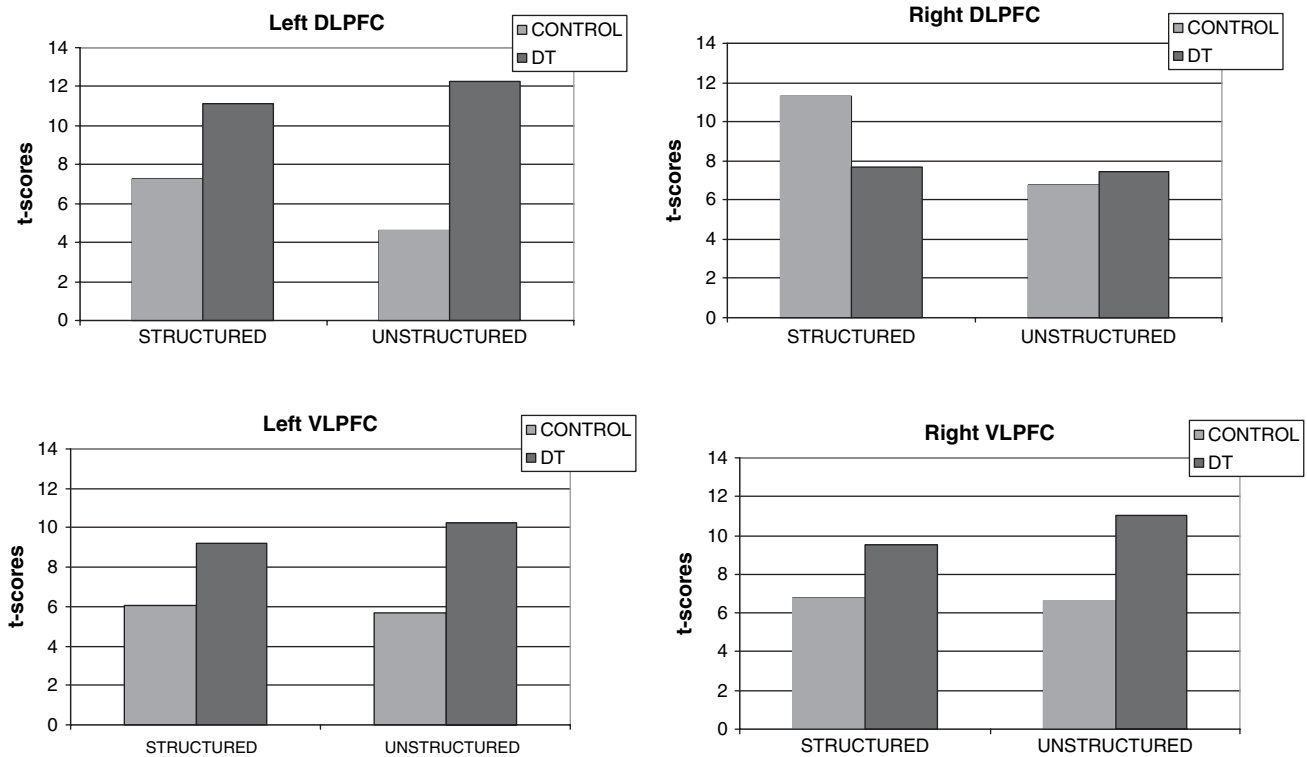 Left DLPFC
CONTROL
DT
14
12
10
8
6
4
2
0
t-scores
STRUCTURED UNSTRUCTURED
Right DLPFC
CONTROL
DT
14
12
10
8
6
4
2
0
t-scores
STRUCTURED UNSTRUCTURED
Left VLPFC
CONTROL
DT
14
12
10
8
6
4
2
0
t-scores
STRUCTURED UNSTRUCTURED
Right VLPFC
CONTROL
DT
14
12
10
8
6
4
2
0
t-scores
STRUCTURED UNSTRUCTURED